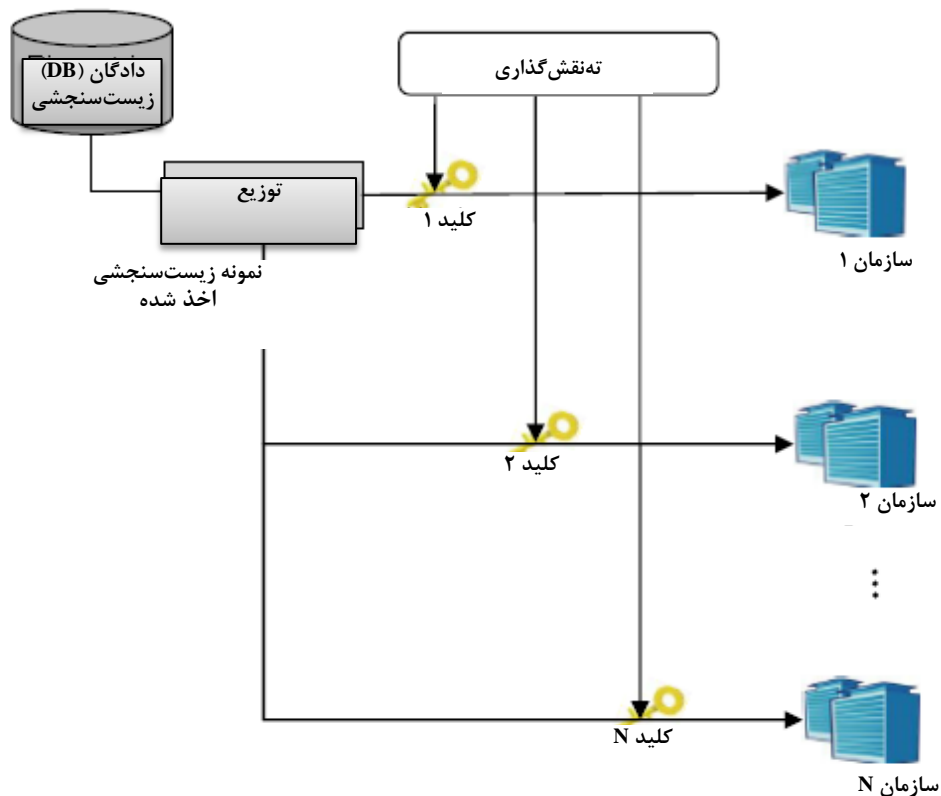 دادگان (DB)
زیست‌سنجشی
ته‌نقش‌گذاری
توزیع
کلید ۱
سازمان ۱
نمونه زیست‌سنجشی
اخذ شده
کلید ۲
سازمان ۲
...
کلید N
سازمان N